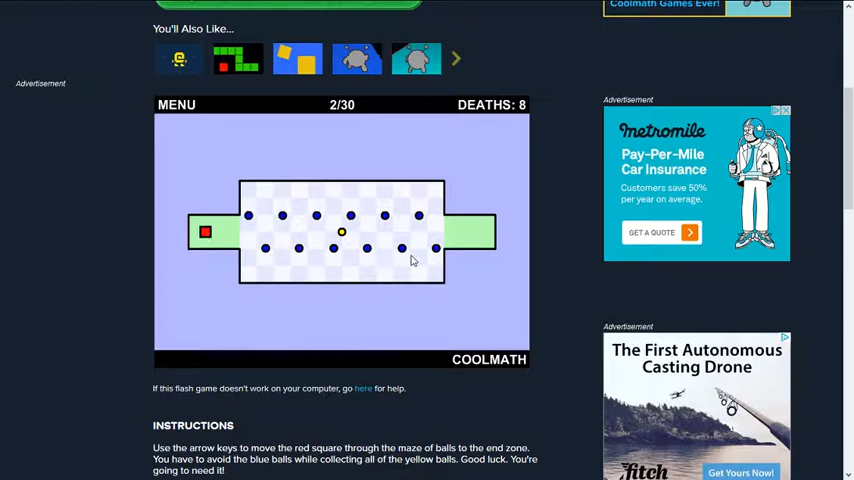 Coolmath Games Ever!
You'll Also Like...
Advertisement
MENU
2/30
DEATHS: 8
COOLMATH
If this flash game doesn't work on your computer, go here for help.
INSTRUCTIONS
Use the arrow keys to move the red square through the maze of balls to the end zone.
You have to avoid the blue balls while collecting all of the yellow balls. Good luck. You're
going to need it!
Advertisement
metromile
Pay-Per-Mile
Car Insurance
Customers save 50%
per year on average.
GET A QUOTE
Advertisement
The First Autonomous
Casting Drone
fitch
Get Yours Now!